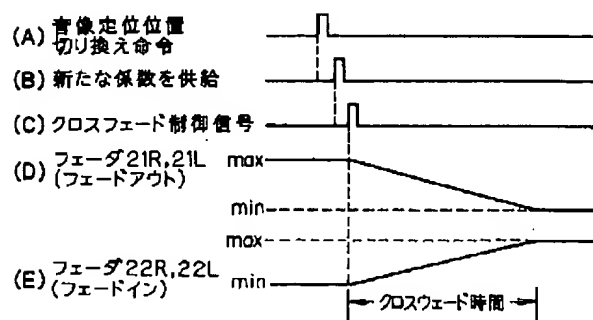 (A) 音像定位位置
切り換え命令
(B) 新たな係数を供給
(C) クロスフェード制御信号
(D) フェーダ21R,21L max
(フェードアウト)
min
max
(E) フェーダ22R,22L min
(フェードイン)
クロスウェード時間